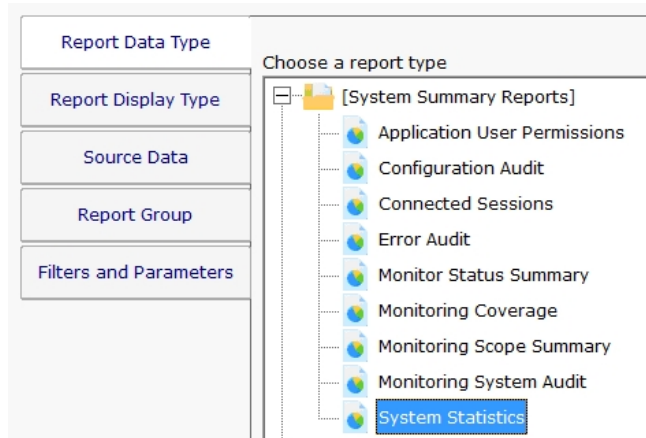 Report Data Type
Report Display Type
Source Data
Report Group
Filters and Parameters
Choose a report type
[System Summary Reports]
Application User Permissions
Configuration Audit
Connected Sessions
Error Audit
Monitor Status Summary
Monitoring Coverage
Monitoring Scope Summary
Monitoring System Audit
System Statistics